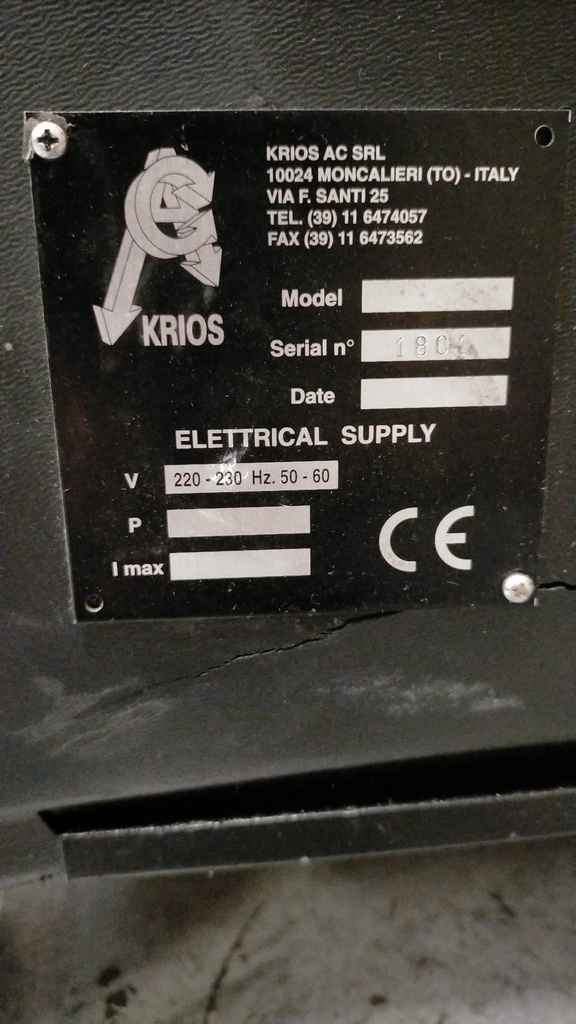 KRIOS AC SRL
10024 MONCALIERI (TO) - ITALY
VIA F. SANTI 25
TEL. (39) 11 6474057
FAX (39) 11 6473562
KRIOS
Model
Serial n° 1801
Date
ELETTRICAL SUPPLY
V 220 - 230 Hz. 50 - 60
P
I max
CE